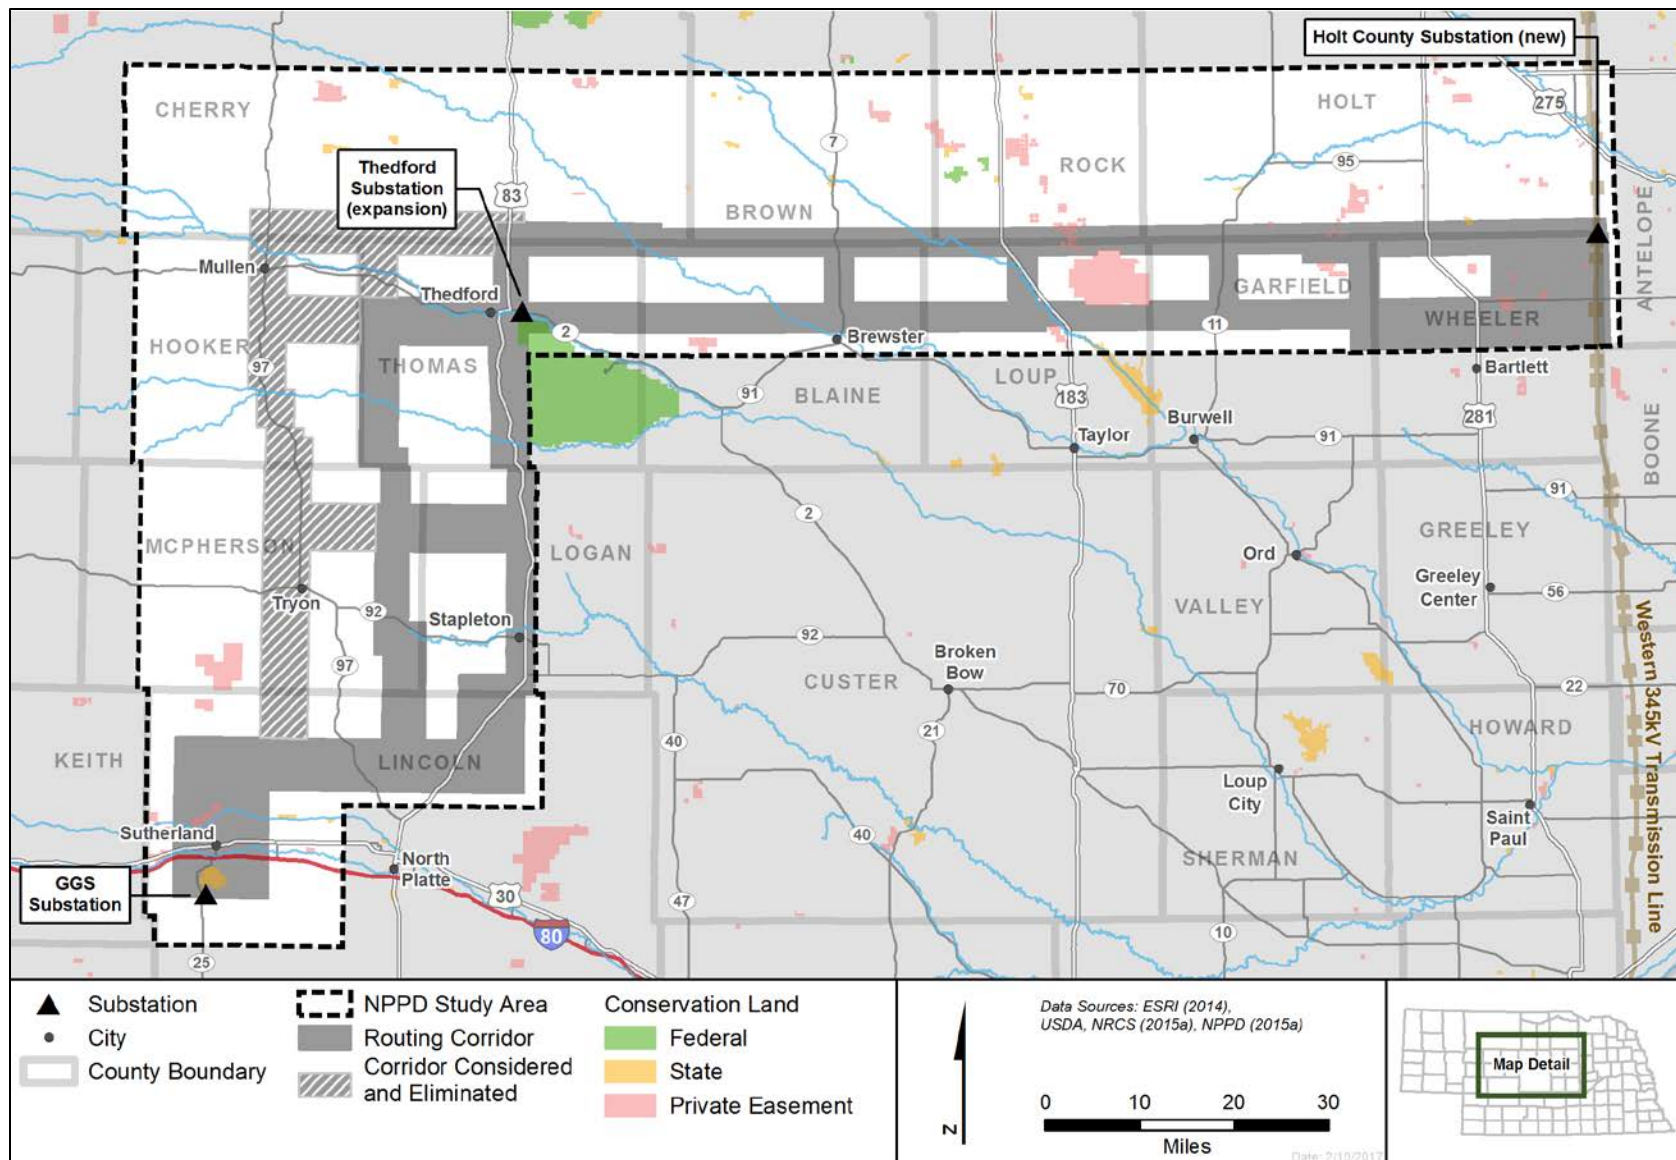 Holt County Substation (new)
275
CHERRY
HOLT
7
95
ROCK
Thedford
Substation
(expansion)
83
BROWN
ANTELOPE
Mullen
Thedford
GARFIELD
WHEELER
2
11
Brewster
HOOKER
THOMAS
97
91
BLAINE
LOUP
183
Bartlett
281
Burwell
Taylor
91
BOONE
91
2
MCPHERSON
LOGAN
GREELEY
Ord
Greeley
Center
56
Tryon
92
Stapleton
VALLEY
92
97
Broken
Bow
CUSTER
70
22
Western 345kV Transmission Line
KEITH
LINCOLN
40
21
HOWARD
Loup
City
Saint
Paul
Sutherland
40
SHERMAN
North
Platte
GGS
Substation
30
47
80
10
25
Substation
City
County Boundary
NPPD Study Area
Routing Corridor
Corridor Considered
and Eliminated
Conservation Land
Federal
State
Private Easement
N
Data Sources: ESRI (2014),
USDA, NRCS (2015a), NPPD (2015a)
0 10 20 30
Miles
Map Detail
Date: 2/10/2017